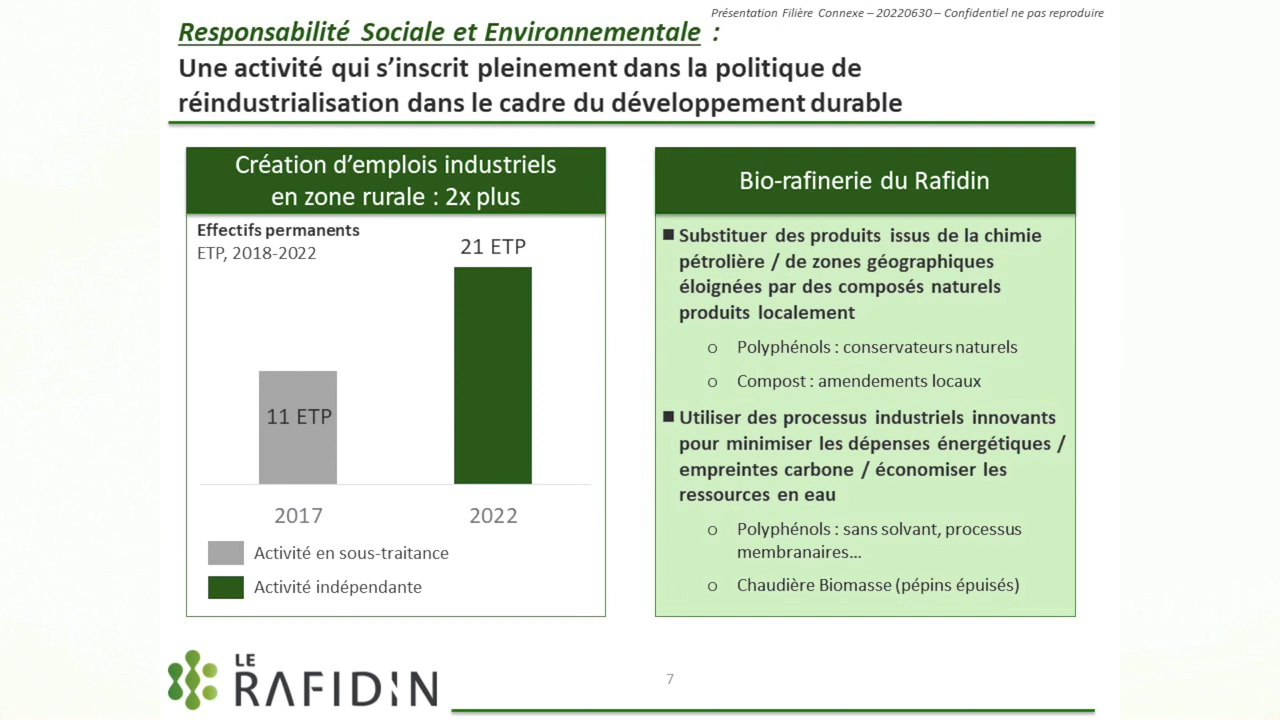 Présentation Filière Connexe – 20220630 – Confidentiel ne pas reproduire
Responsabilité Sociale et Environnementale :
Une activité qui s’inscrit pleinement dans la politique de
réindustrialisation dans le cadre du développement durable
Création d’emplois industriels
en zone rurale : 2x plus
Effectifs permanents
ETP, 2018-2022
21 ETP
11 ETP
2017
2022
Activité en sous-traitance
Activité indépendante
Bio-rafinerie du Rafidin
■ Substituer des produits issus de la chimie
pétrolière / de zones géographiques
éloignées par des composés naturels
produits localement
o Polyphénols : conservateurs naturels
o Compost : amendements locaux
■ Utiliser des processus industriels innovants
pour minimiser les dépenses énergétiques /
empreintes carbone / économiser les
ressources en eau
o Polyphénols : sans solvant, processus
membranaires…
o Chaudière Biomasse (pépins épuisés)
LE
RAFIDIN
7